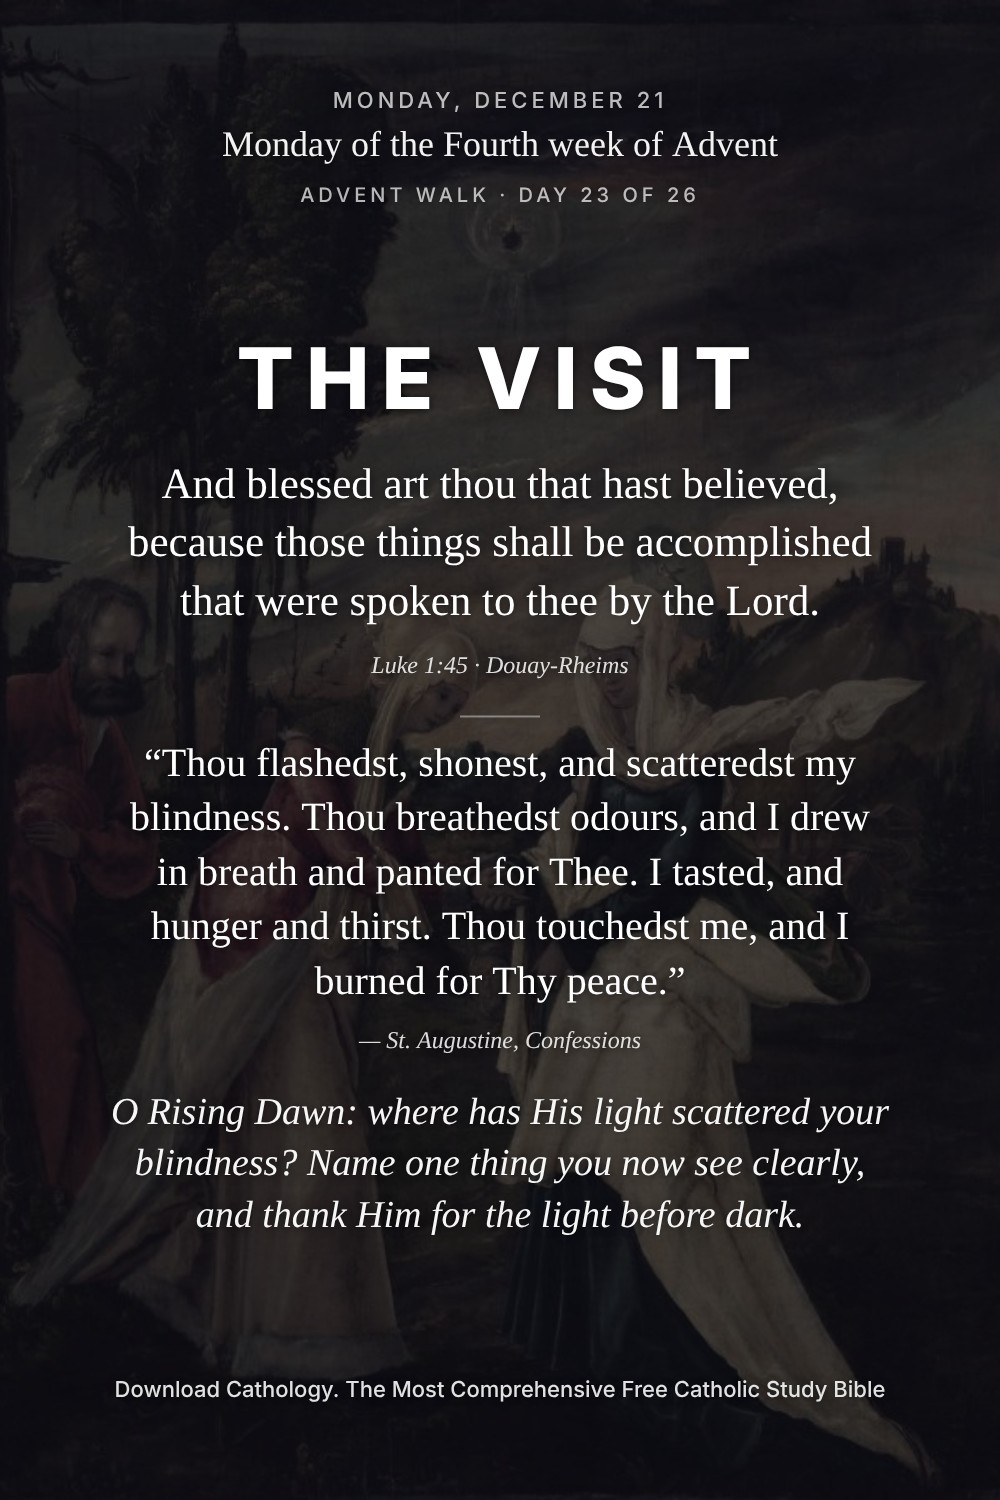 MONDAY, DECEMBER 21
Monday of the Fourth week of Advent
ADVENT WALK · DAY 23 OF 26
THE VISIT
And blessed art thou that hast believed,
because those things shall be accomplished
that were spoken to thee by the Lord.
Luke 1:45 · Douay-Rheims
“Thou flashedst, shonest, and scatteredst my
blindness. Thou breathedst odours, and I drew
in breath and panted for Thee. I tasted, and
hunger and thirst. Thou touchedst me, and I
burned for Thy peace.”
— St. Augustine, Confessions
O Rising Dawn: where has His light scattered your
blindness? Name one thing you now see clearly,
and thank Him for the light before dark.
Download Cathology. The Most Comprehensive Free Catholic Study Bible